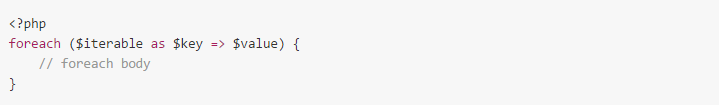 <?php
foreach ($iterable as $key => $value) {
    // foreach body
}